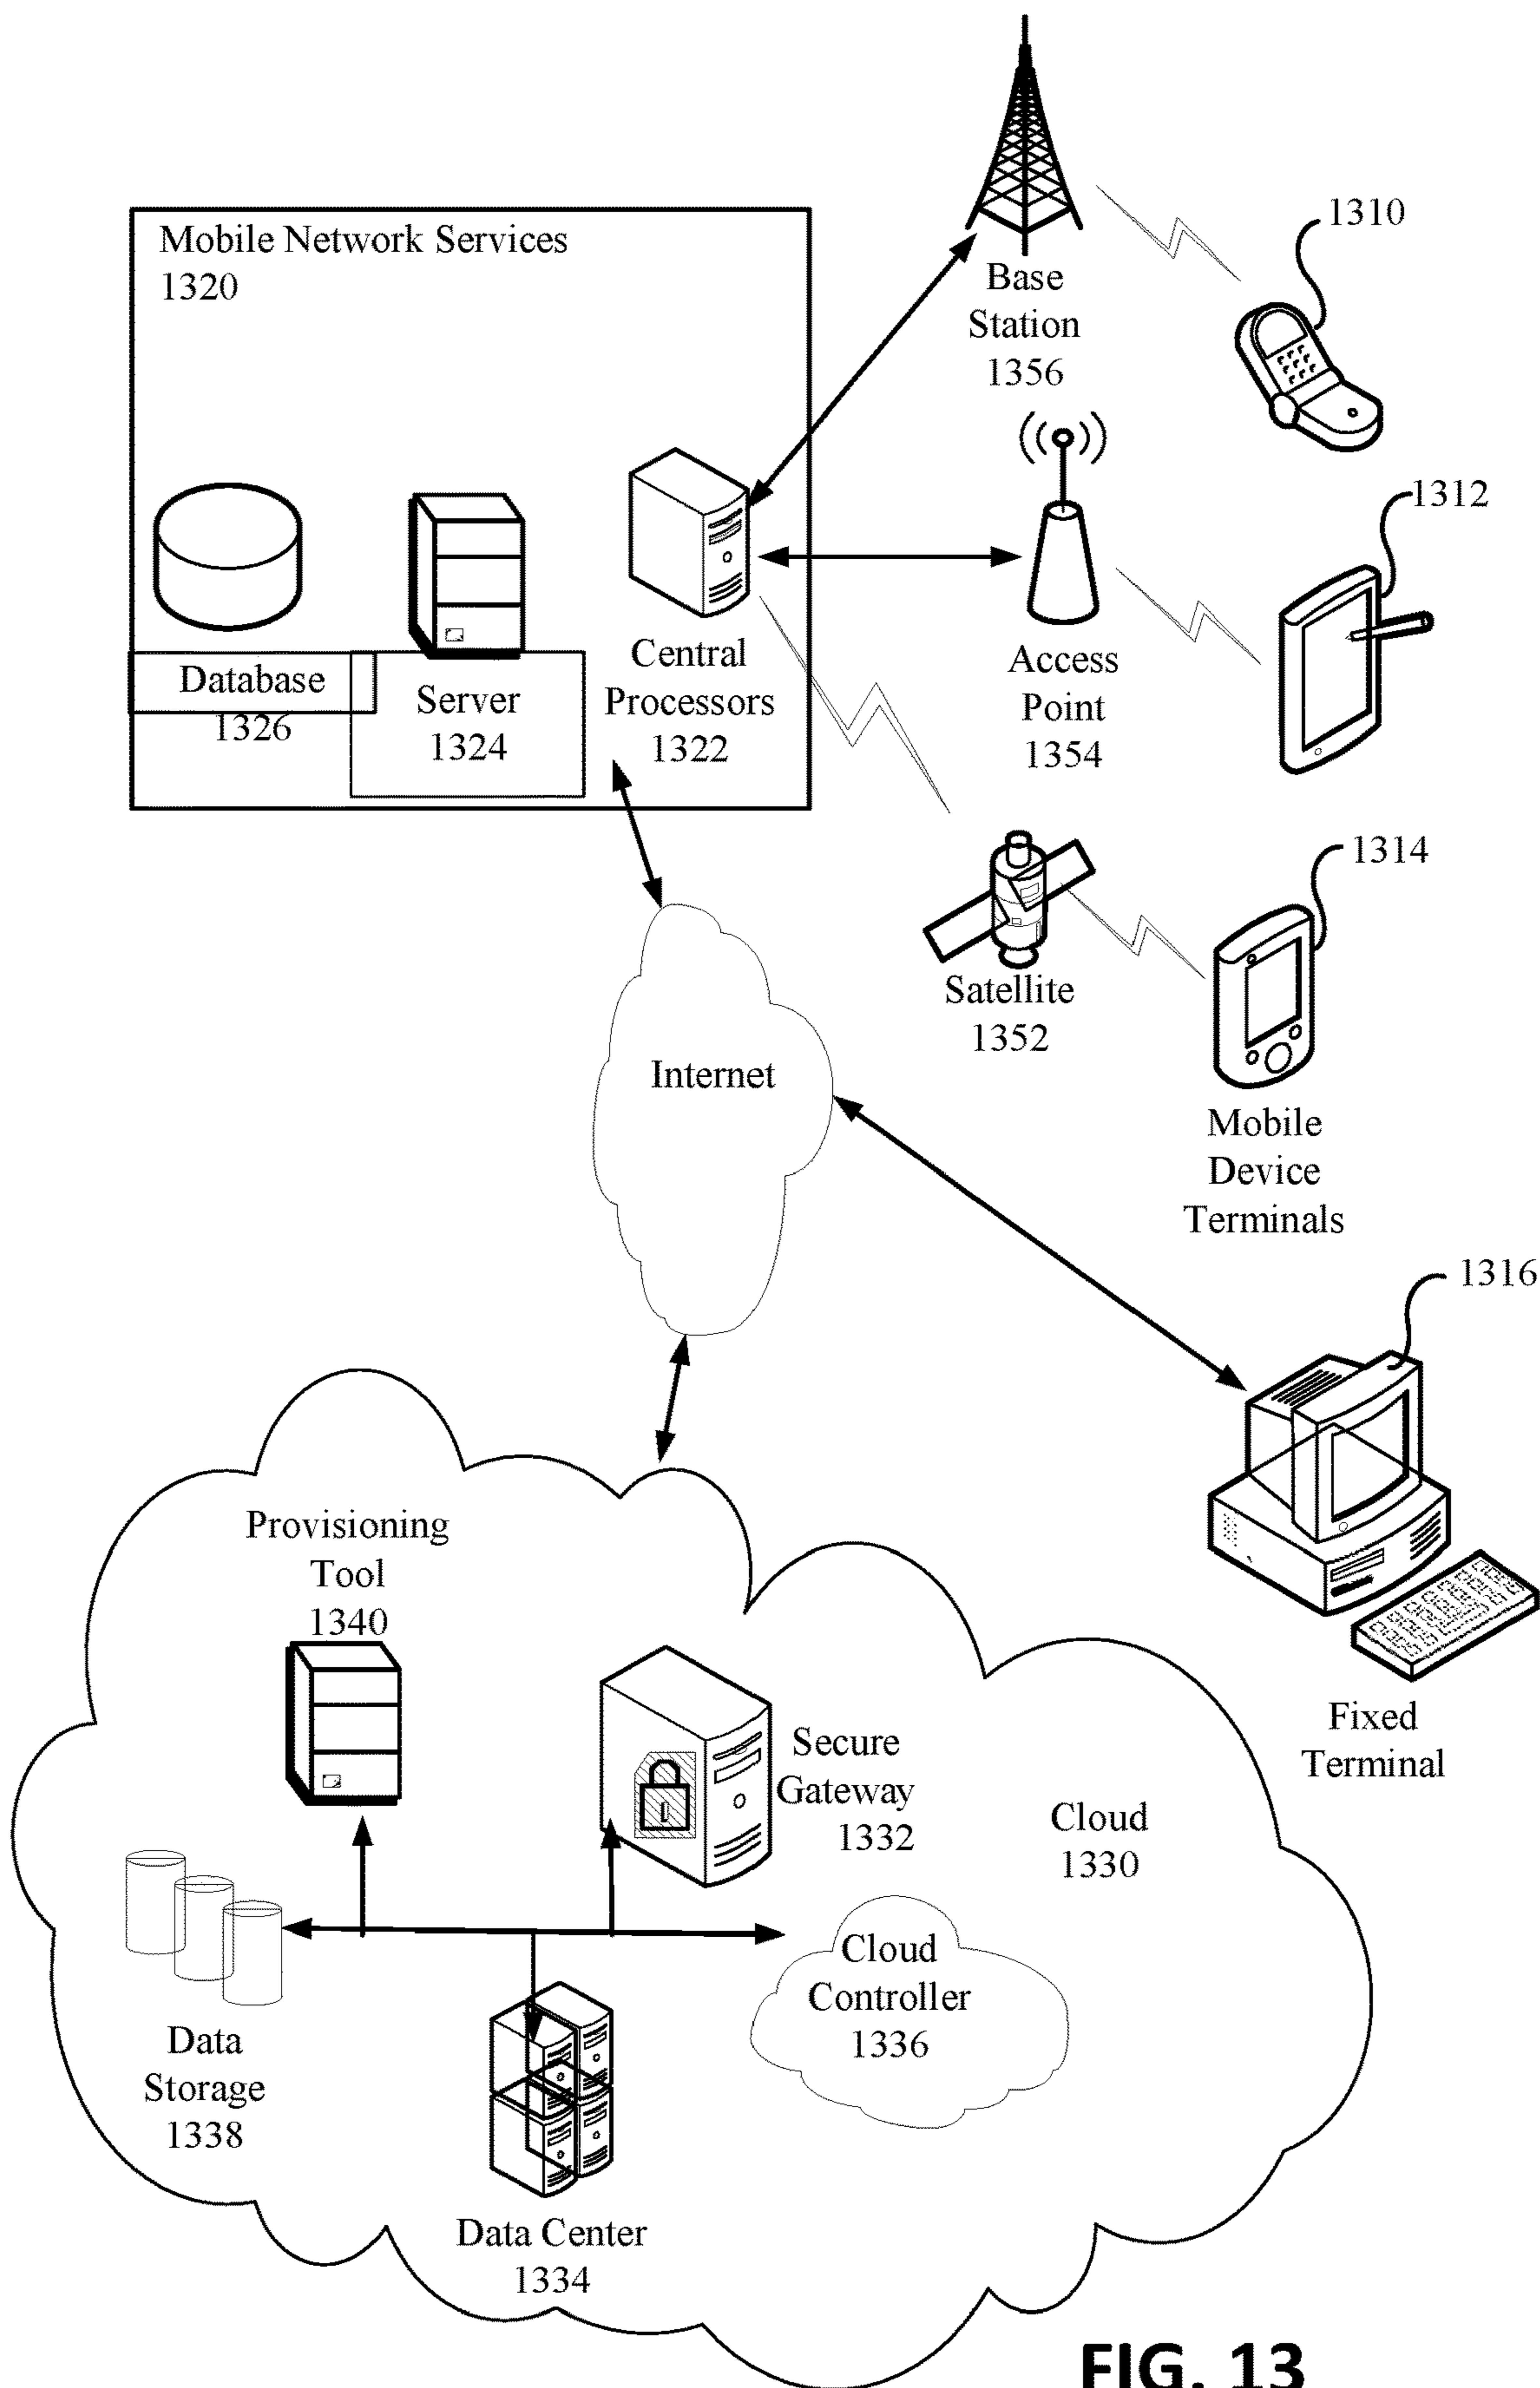 Mobile Network Services
1320
Base
Station
1356
1310
1312
Database
1326
Server
1324
Central
Processors
1322
Access
Point
1354
1314
Satellite
1352
Internet
Mobile
Device
Terminals
1316
Provisioning
Tool
1340
Secure
Gateway
1332
Fixed
Terminal
Cloud
1330
Cloud
Controller
1336
Data
Storage
1338
Data Center
1334
FIG. 13